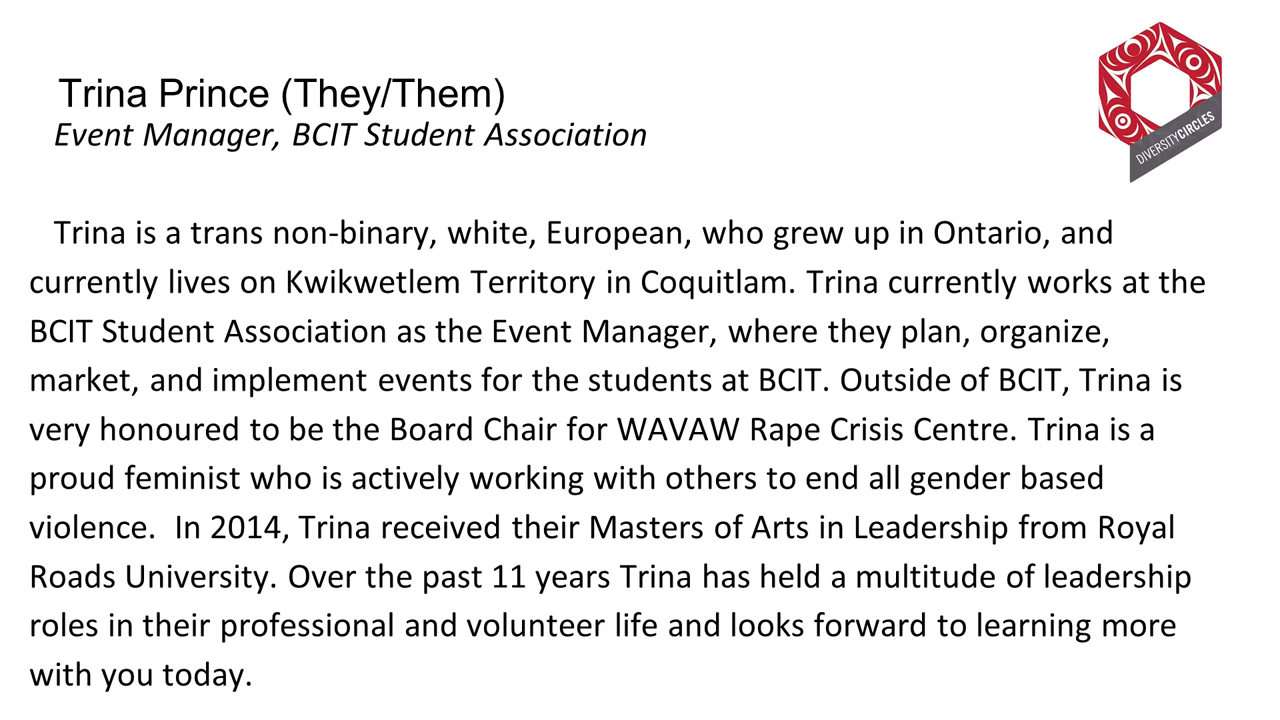 Trina Prince (They/Them)
Event Manager, BCIT Student Association
DIVERSITYCIRCLES
Trina is a trans non-binary, white, European, who grew up in Ontario, and
currently lives on Kwikwetlem Territory in Coquitlam. Trina currently works at the
BCIT Student Association as the Event Manager, where they plan, organize,
market, and implement events for the students at BCIT. Outside of BCIT, Trina is
very honoured to be the Board Chair for WAVAW Rape Crisis Centre. Trina is a
proud feminist who is actively working with others to end all gender based
violence.  In 2014, Trina received their Masters of Arts in Leadership from Royal
Roads University. Over the past 11 years Trina has held a multitude of leadership
roles in their professional and volunteer life and looks forward to learning more
with you today.